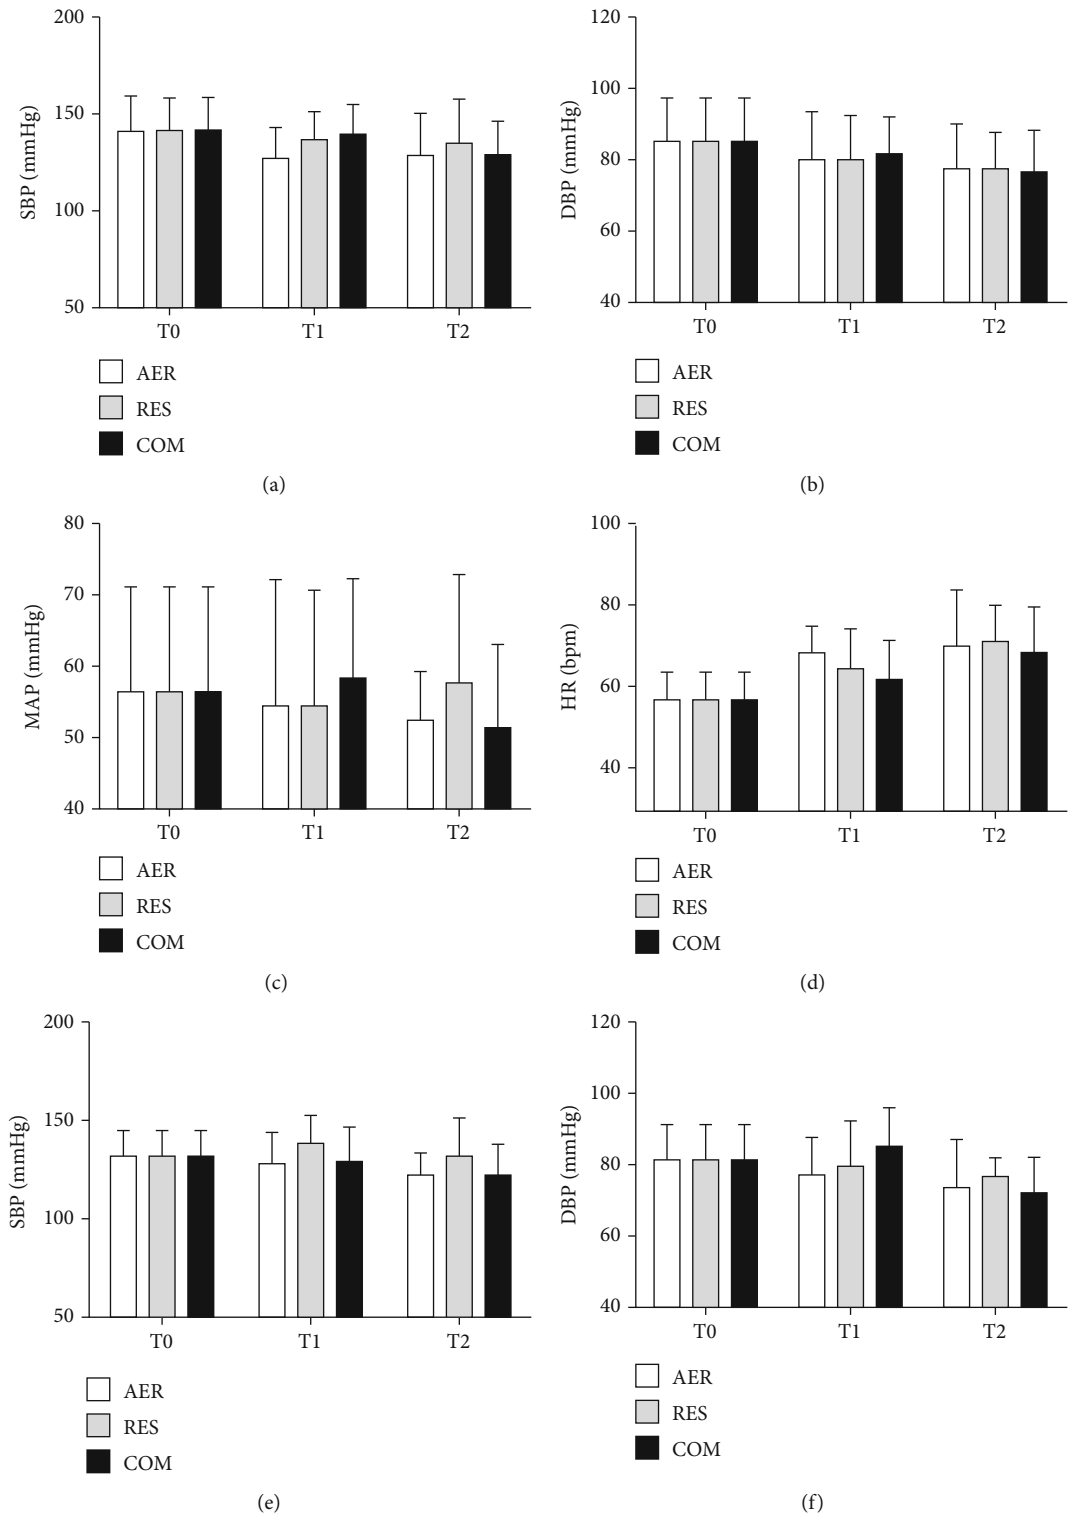 200
150
100
50
SBP (mmHg)
T0 T1 T2
AER
RES
COM
(a)
120
100
80
60
40
DBP (mmHg)
T0 T1 T2
AER
RES
COM
(b)
80
70
60
50
40
MAP (mmHg)
T0 T1 T2
AER
RES
COM
(c)
100
80
60
40
HR (bpm)
T0 T1 T2
AER
RES
COM
(d)
200
150
100
50
SBP (mmHg)
T0 T1 T2
AER
RES
COM
(e)
120
100
80
60
40
DBP (mmHg)
T0 T1 T2
AER
RES
COM
(f)